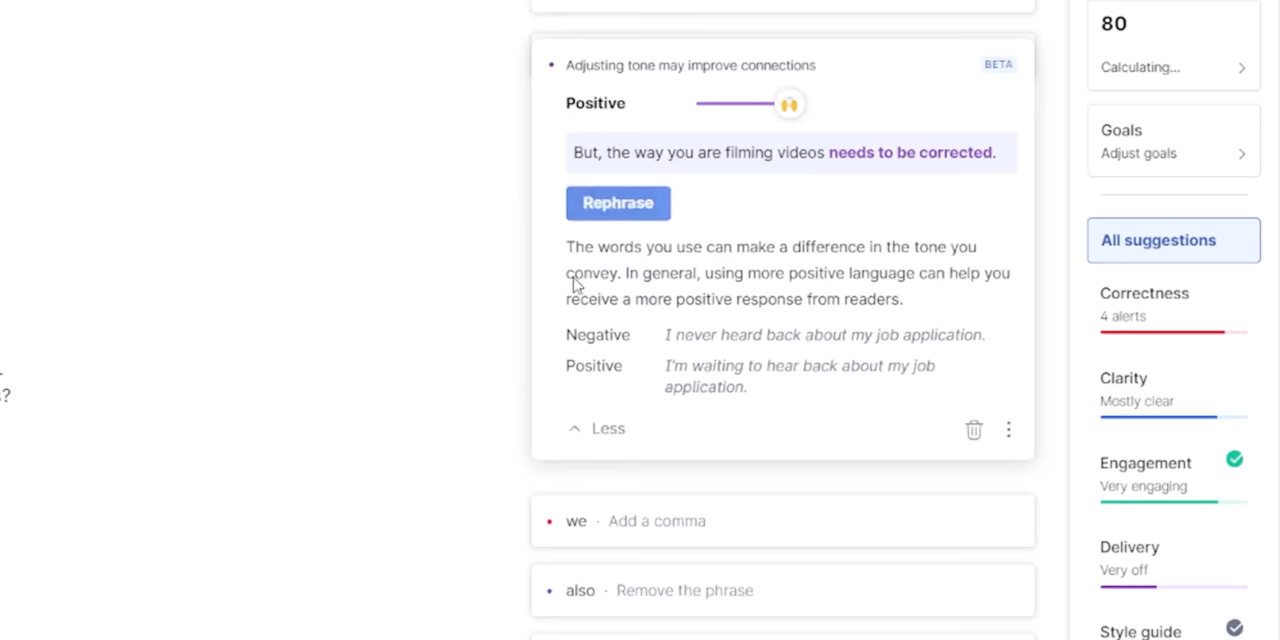 s?
Adjusting tone may improve connections
BETA
Positive
But, the way you are filming videos needs to be corrected.
Rephrase
The words you use can make a difference in the tone you
convey. In general, using more positive language can help you
receive a more positive response from readers.
Negative I never heard back about my job application.
Positive I'm waiting to hear back about my job
application.
Less
we · Add a comma
also · Remove the phrase
80
Calculating...
Goals
Adjust goals
All suggestions
Correctness
4 alerts
Clarity
Mostly clear
Engagement
Very engaging
Delivery
Very off
Style guide